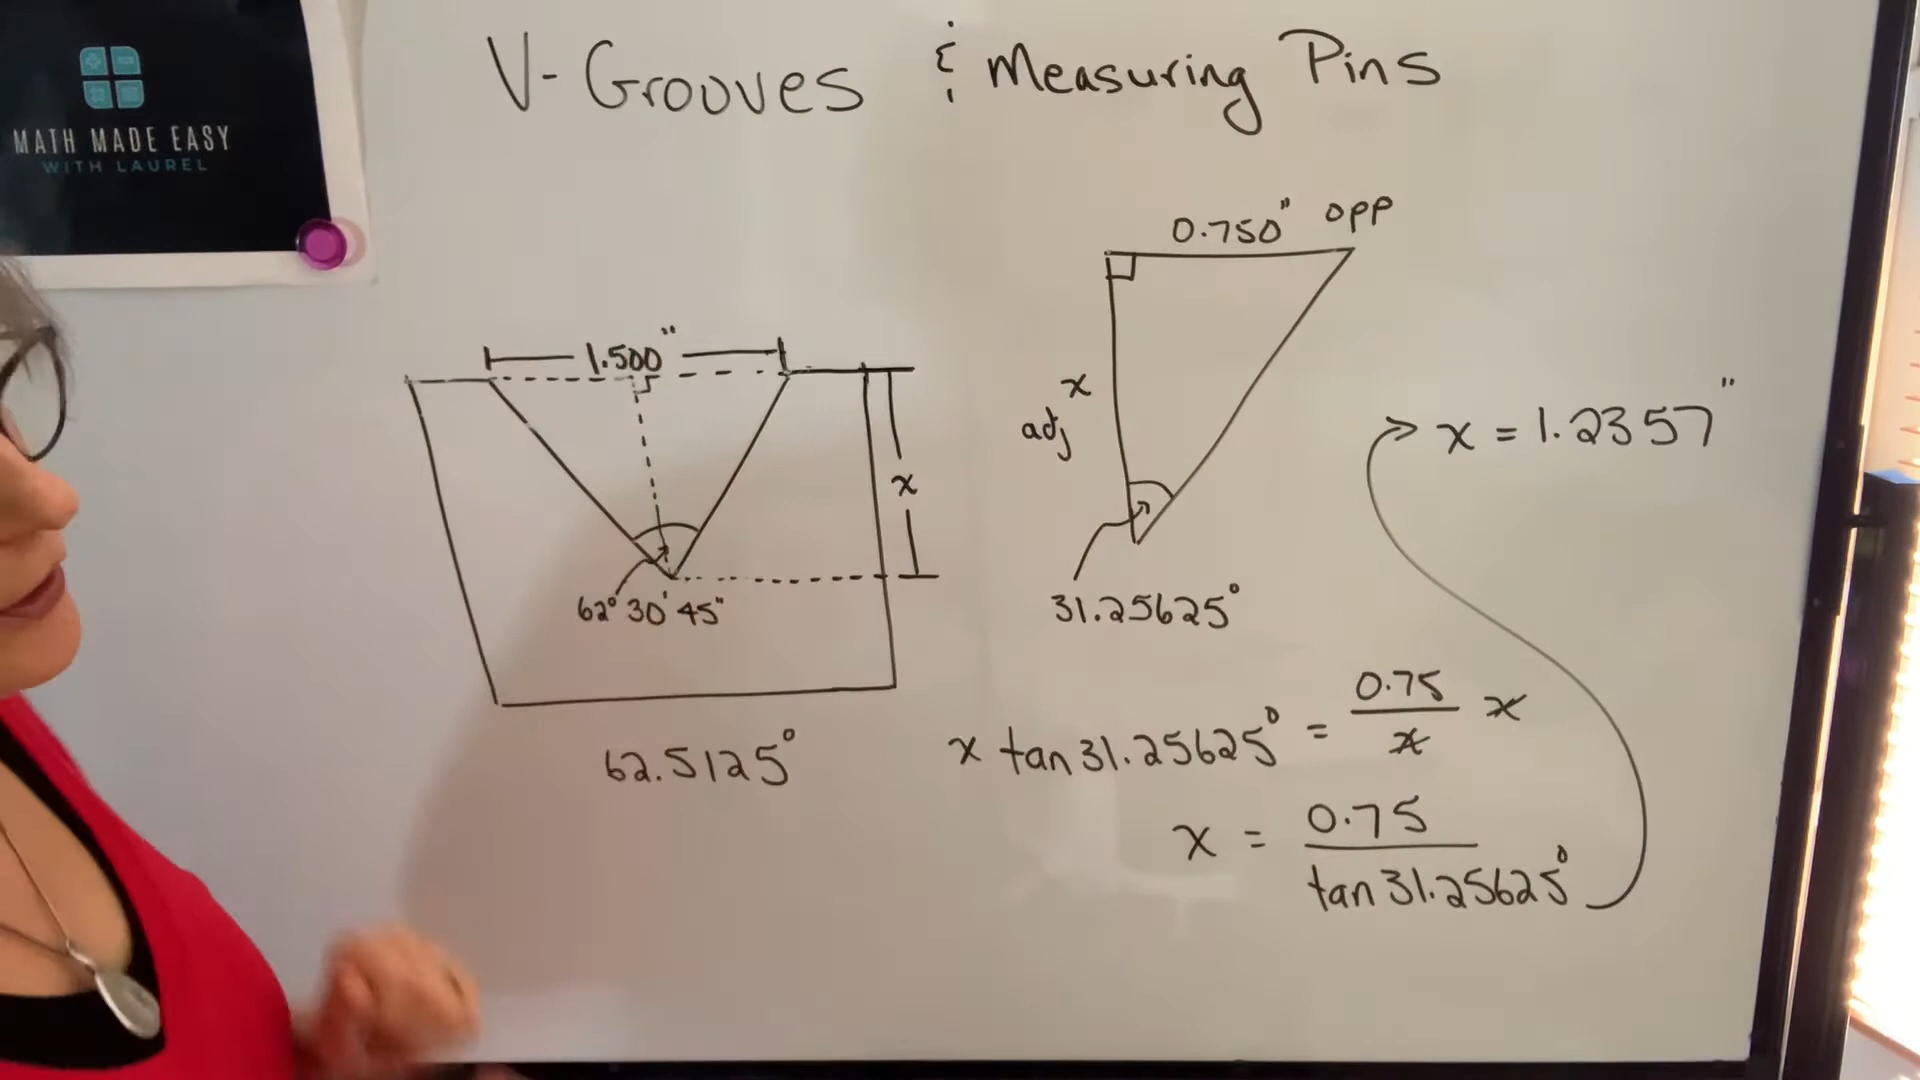 V-Grooves & Measuring Pins
MATH MADE EASY
WITH LAUREL
1.500"
x
62° 30' 45"
62.5125°
0.750" opp
x
adj
31.25625°
x tan 31.25625° = 0.75/x x
x = 0.75/tan 31.25625°
x = 1.2357"